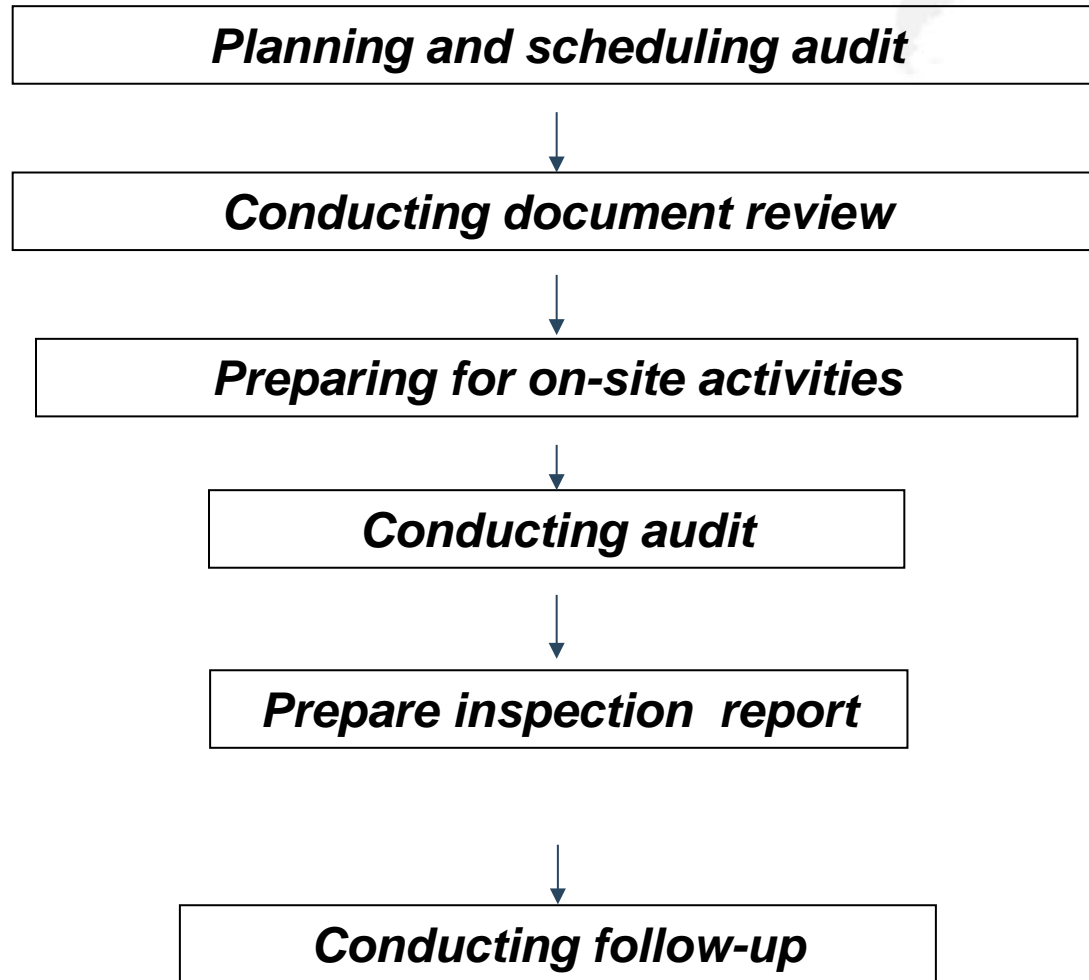 Planning and scheduling audit
Conducting document review
Preparing for on-site activities
Conducting audit
Prepare inspection  report
Conducting follow-up